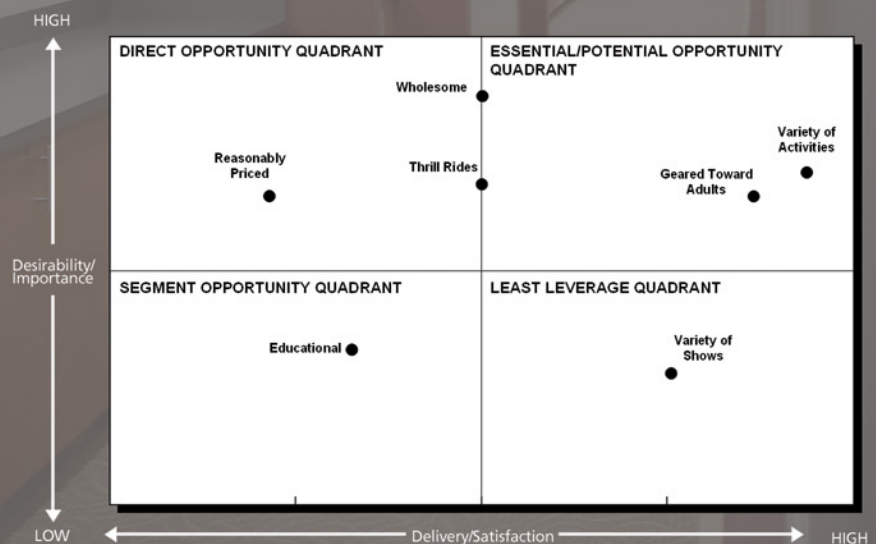 HIGH
DIRECT OPPORTUNITY QUADRANT
ESSENTIAL/POTENTIAL OPPORTUNITY
QUADRANT
Wholesome
Variety of
Activities
Reasonably
Priced
Thrill Rides
Geared Toward
Adults
Desirability/
Importance
SEGMENT OPPORTUNITY QUADRANT
LEAST LEVERAGE QUADRANT
Educational
Variety of
Shows
LOW
Delivery/Satisfaction
HIGH